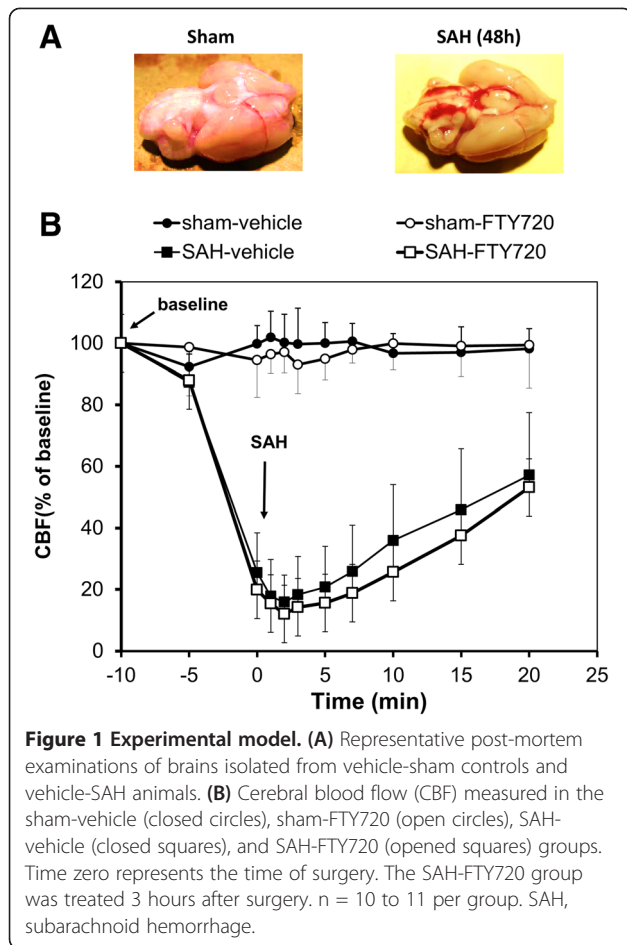 A Sham SAH (48h)
sham-vehicle sham-FTY720
B SAH-vehicle SAH-FTY720
120
baseline
100
80
60
SAH
40
20
0
CBF(% of baseline)
-10 -5 0 5 10 15 20 25
Time (min)
Figure 1 Experimental model. (A) Representative post-mortem
examinations of brains isolated from vehicle-sham controls and
vehicle-SAH animals. (B) Cerebral blood flow (CBF) measured in the
sham-vehicle (closed circles), sham-FTY720 (open circles), SAH-
vehicle (closed squares), and SAH-FTY720 (opened squares) groups.
Time zero represents the time of surgery. The SAH-FTY720 group
was treated 3 hours after surgery. n = 10 to 11 per group. SAH,
subarachnoid hemorrhage.